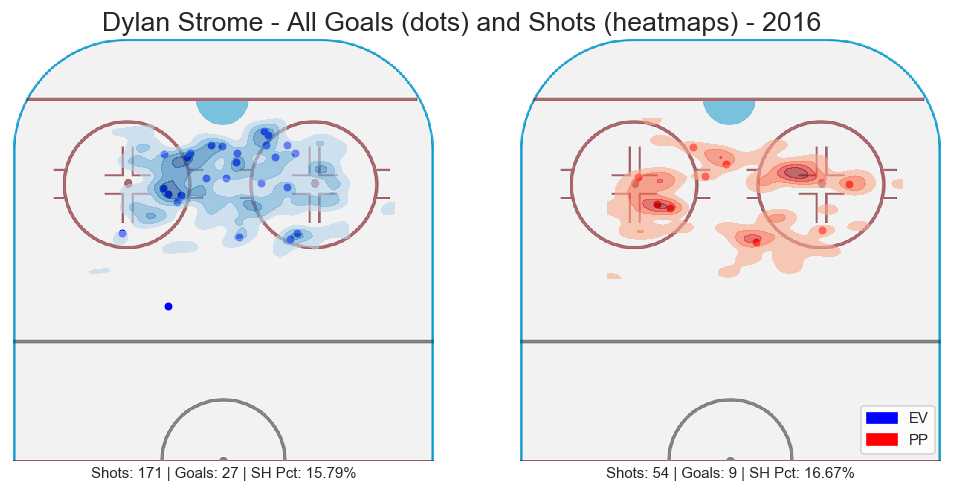 Dylan Strome - All Goals (dots) and Shots (heatmaps) - 2016
EV
PP
Shots: 171 | Goals: 27 | SH Pct: 15.79%
Shots: 54 | Goals: 9 | SH Pct: 16.67%